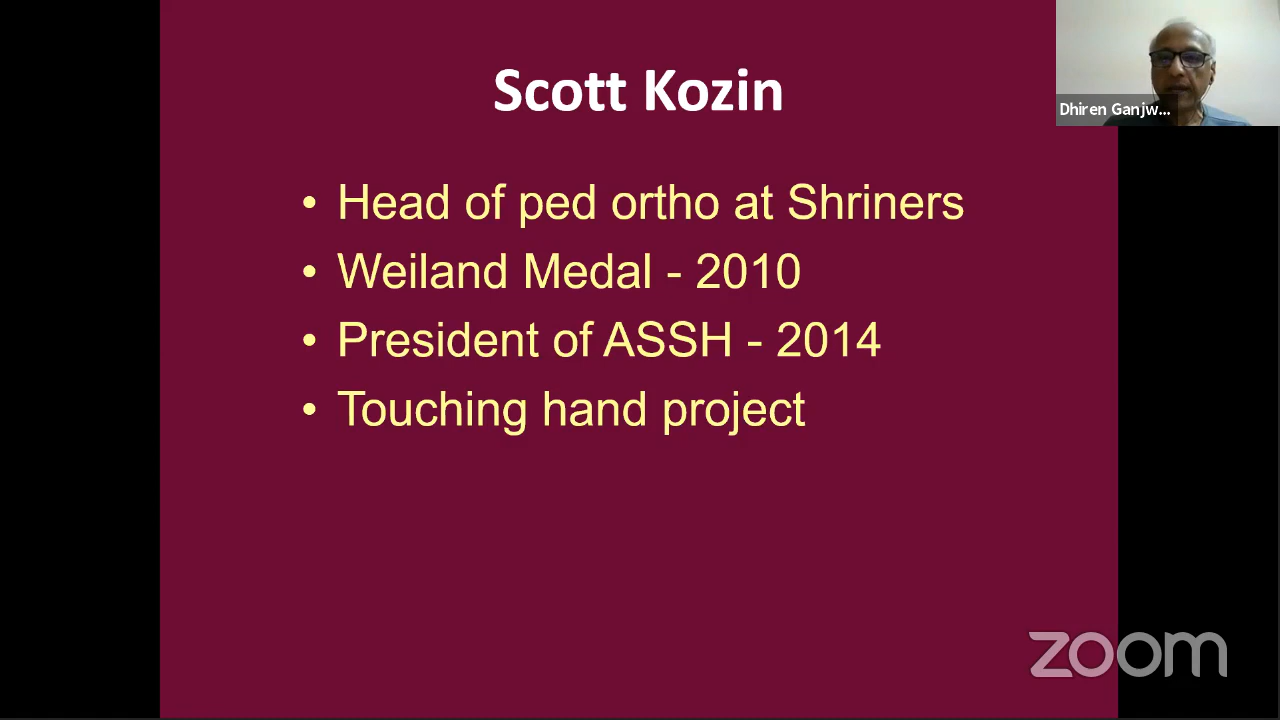 Scott Kozin
Dhiren Ganjw...
• Head of ped ortho at Shriners
• Weiland Medal - 2010
• President of ASSH - 2014
• Touching hand project
zoom